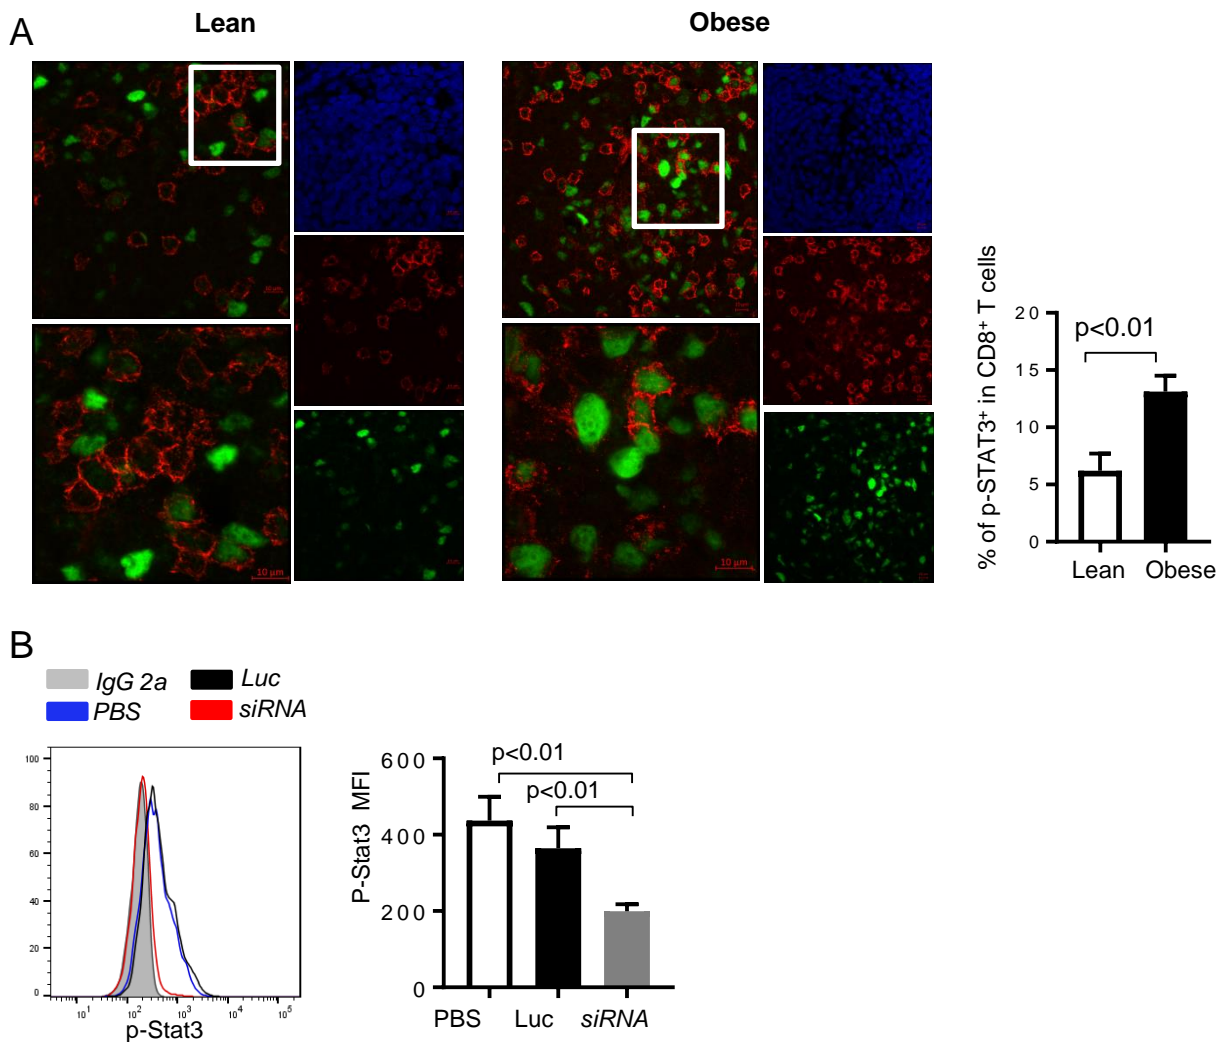 A
Lean
Obese
10 µm
10 µm
% of p-STAT3⁺ in CD8⁺ T cells
20
15
10
5
0
p<0.01
Lean
Obese
B
IgG 2a
Luc
PBS
siRNA
100
80
60
40
20
0
10¹
10²
10³
10⁴
10⁵
p-Stat3
P-Stat3 MFI
600
400
200
0
p<0.01
p<0.01
PBS
Luc
siRNA